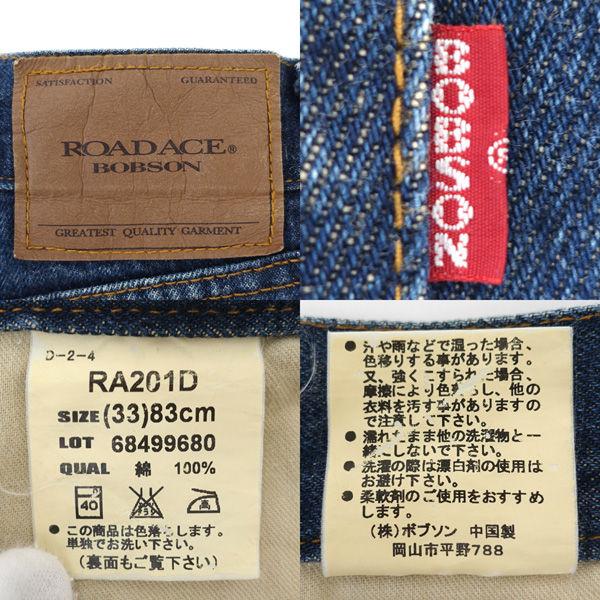 SATISFACTION GUARANTEED
ROADACE®
BOBSON
GREATEST QUALITY GARMENT
BOBSON ®
D-2-4
RA201D
SIZE (33)83cm
LOT 68499680
QUAL 綿 100%
40 エンソサラシ 高
●この商品は色落ちします。
単独でお洗い下さい。
(裏面もご覧下さい)
●汗や雨などで湿った場合、
色移りする事があります。
又、強くこすられた場合、
摩擦により色移りし、他の
衣料を汚す事がありますの
で注意して下さい。
●濡れたまま他の洗濯物と一
緒にしないで下さい。
●洗濯の際は漂白剤の使用は
お避け下さい。
●柔軟剤のご使用をおすすめ
します。
(株)ボブソン 中国製
岡山市平野788